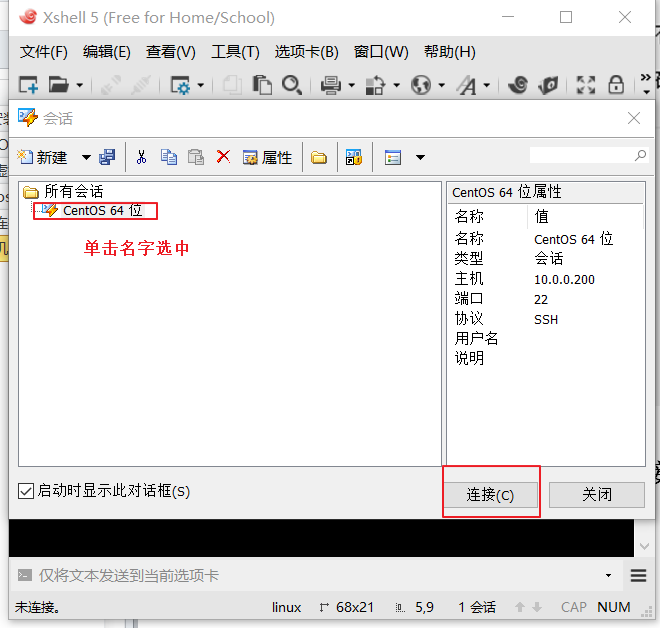 Xshell 5 (Free for Home/School)
文件(F) 编辑(E) 查看(V) 工具(T) 选项卡(B) 窗口(W) 帮助(H)
会话
新建 属性
所有会话
CentOS 64 位
单击名字选中
CentOS 64 位属性
名称 值
名称 CentOS 64 位
类型 会话
主机 10.0.0.200
端口 22
协议 SSH
用户名
说明
启动时显示此对话框(S)
连接(C) 关闭
仅将文本发送到当前选项卡
未连接。 linux 68x21 5,9 1 会话 CAP NUM